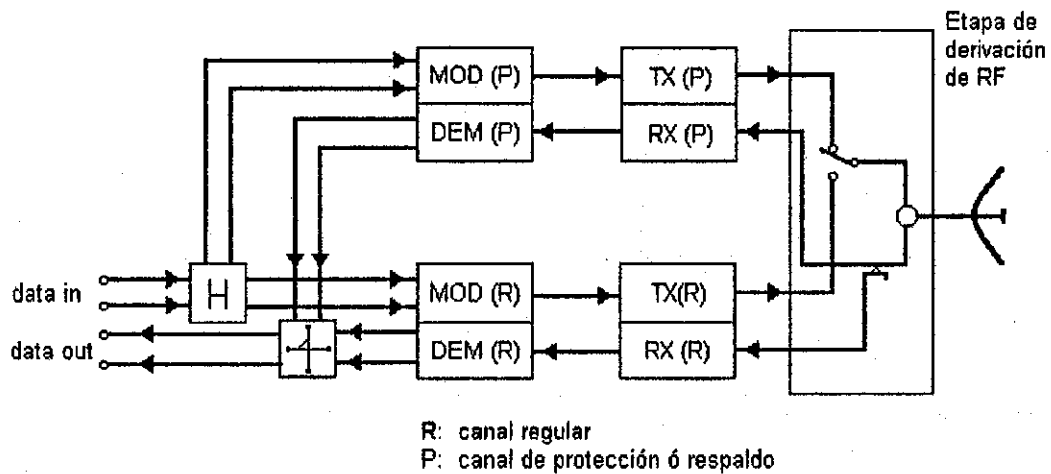 Etapa de
derivación
de RF
MOD (P)
TX (P)
DEM (P)
RX (P)
data in
H
MOD (R)
TX(R)
data out
DEM (R)
RX (R)
R: canal regular
P: canal de protección ó respaldo